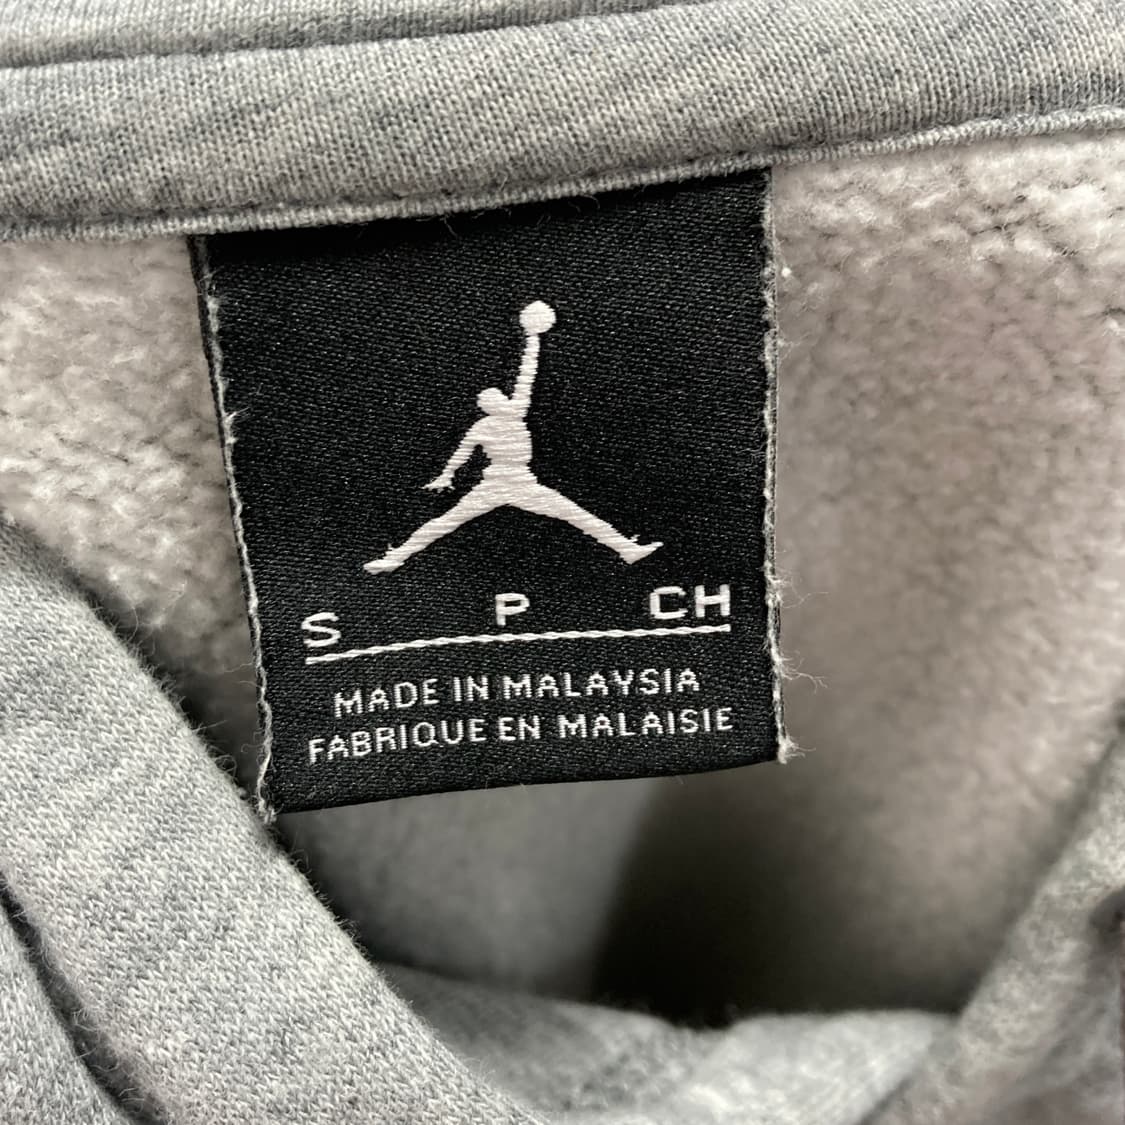 S P CH
MADE IN MALAYSIA
FABRIQUE EN MALAISIE